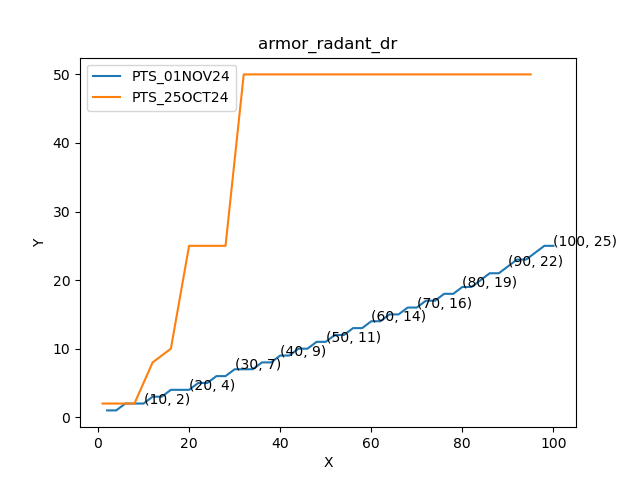 armor_radant_dr
PTS_01NOV24
PTS_25OCT24
50
40
30
20
10
0
Y
(100, 25)
(90, 22)
(80, 19)
(70, 16)
(60, 14)
(50, 11)
(40, 9)
(30, 7)
(20, 4)
(10, 2)
0 20 40 60 80 100
X